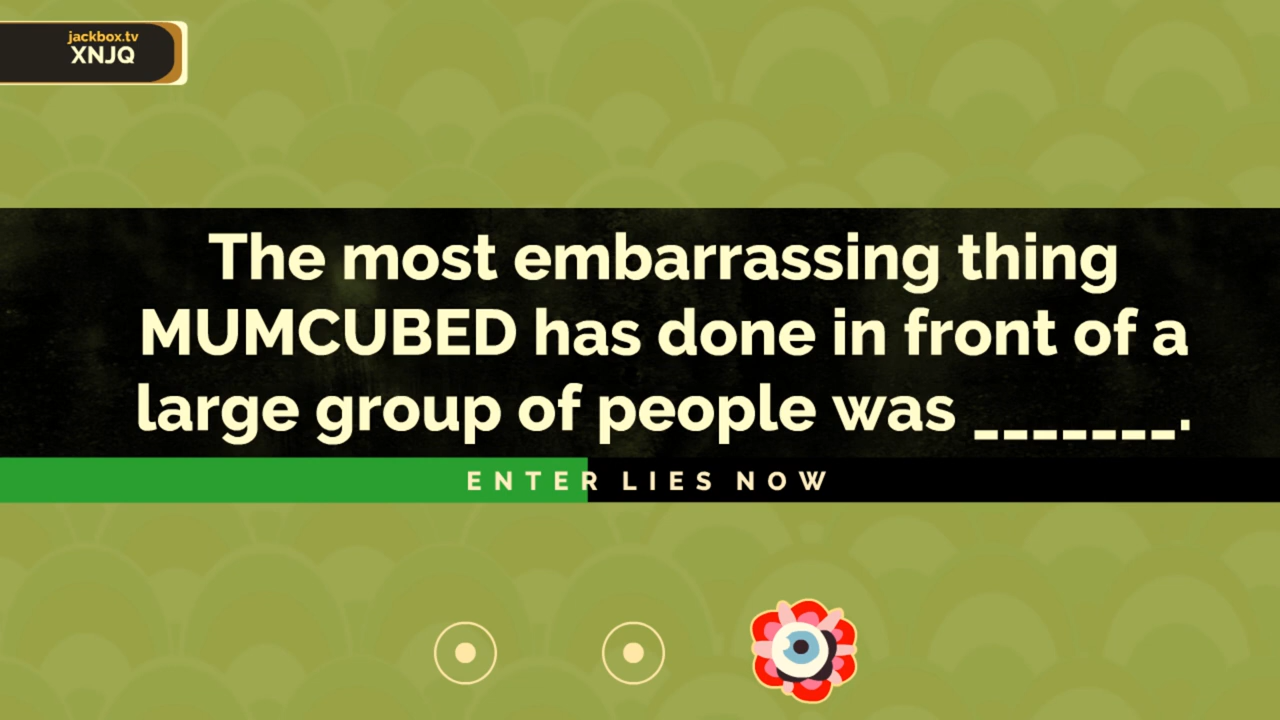 jackbox.tv
XNJQ
The most embarrassing thing
MUMCUBED has done in front of a
large group of people was _______.
ENTER LIES NOW